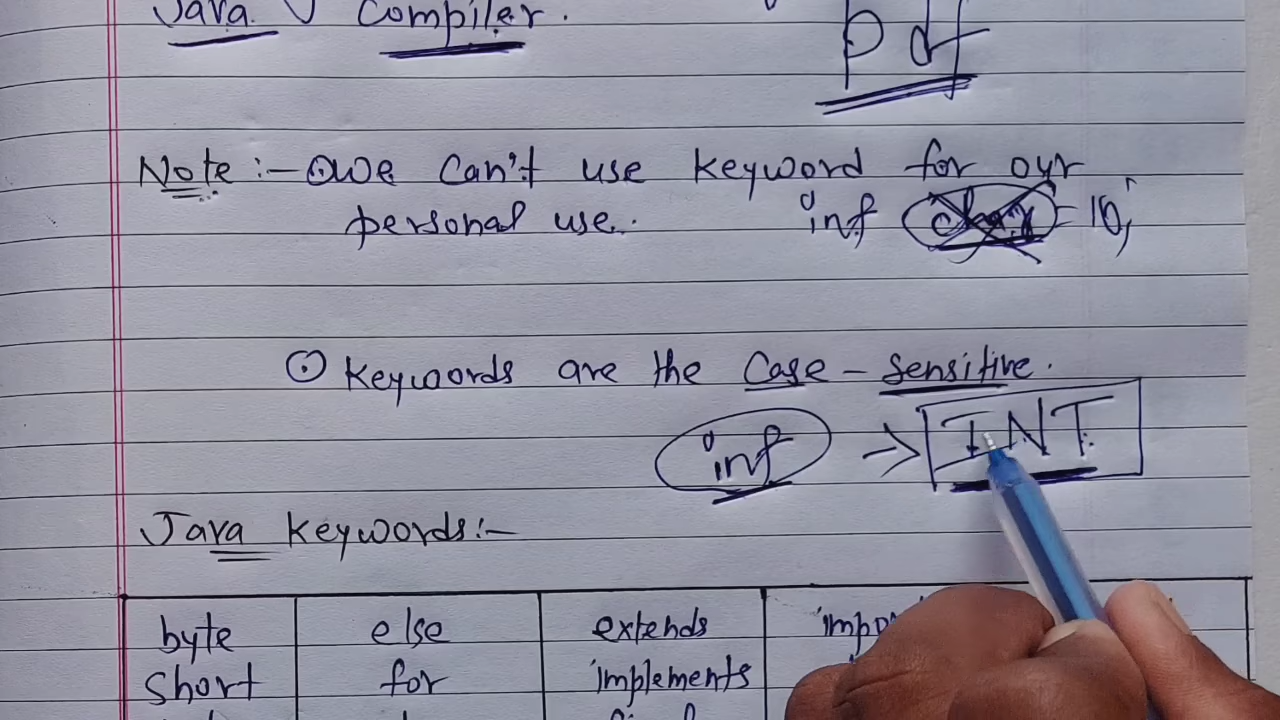 Java Compiler.
pdf
Note :- ⊙ we can't use keyword for our
personal use. int char = 10;
⊙ Keywords are the Case - sensitive.
int -> INT
Java Keywords:-
byte else extends
short for implements